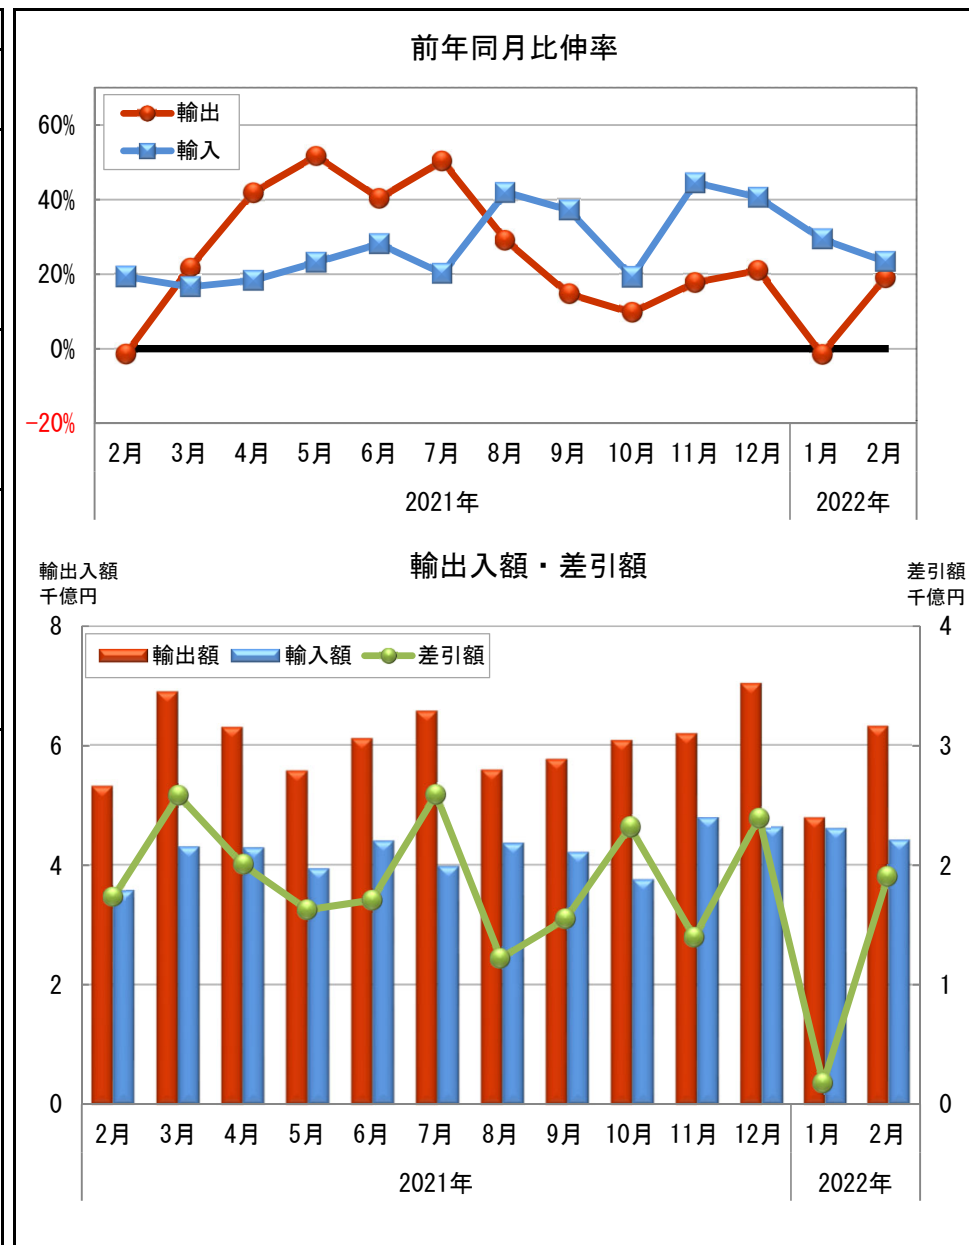 前年同月比伸率
輸出
輸入
60%
40%
20%
0%
-20%
2月 3月 4月 5月 6月 7月 8月 9月 10月 11月 12月 1月 2月
2021年 2022年
輸出入額・差引額
輸出入額
千億円
差引額
千億円
輸出額 輸入額 差引額
8 4
6 3
4 2
2 1
0 0
2月 3月 4月 5月 6月 7月 8月 9月 10月 11月 12月 1月 2月
2021年 2022年